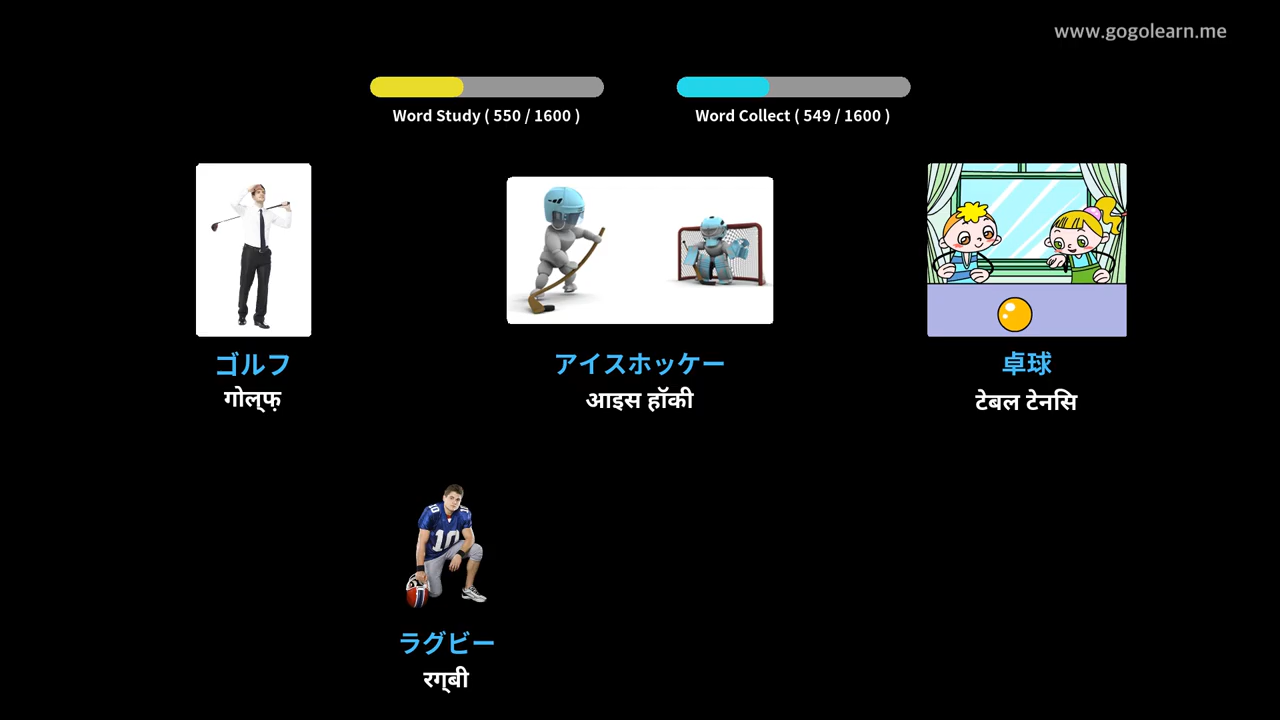 www.gogolearn.me
Word Study ( 550 / 1600 )
Word Collect ( 549 / 1600 )
ゴルフ
गोल्फ़
アイスホッケー
आइस हॉकी
卓球
टेबल टेनिस
10
ラグビー
रग्बी